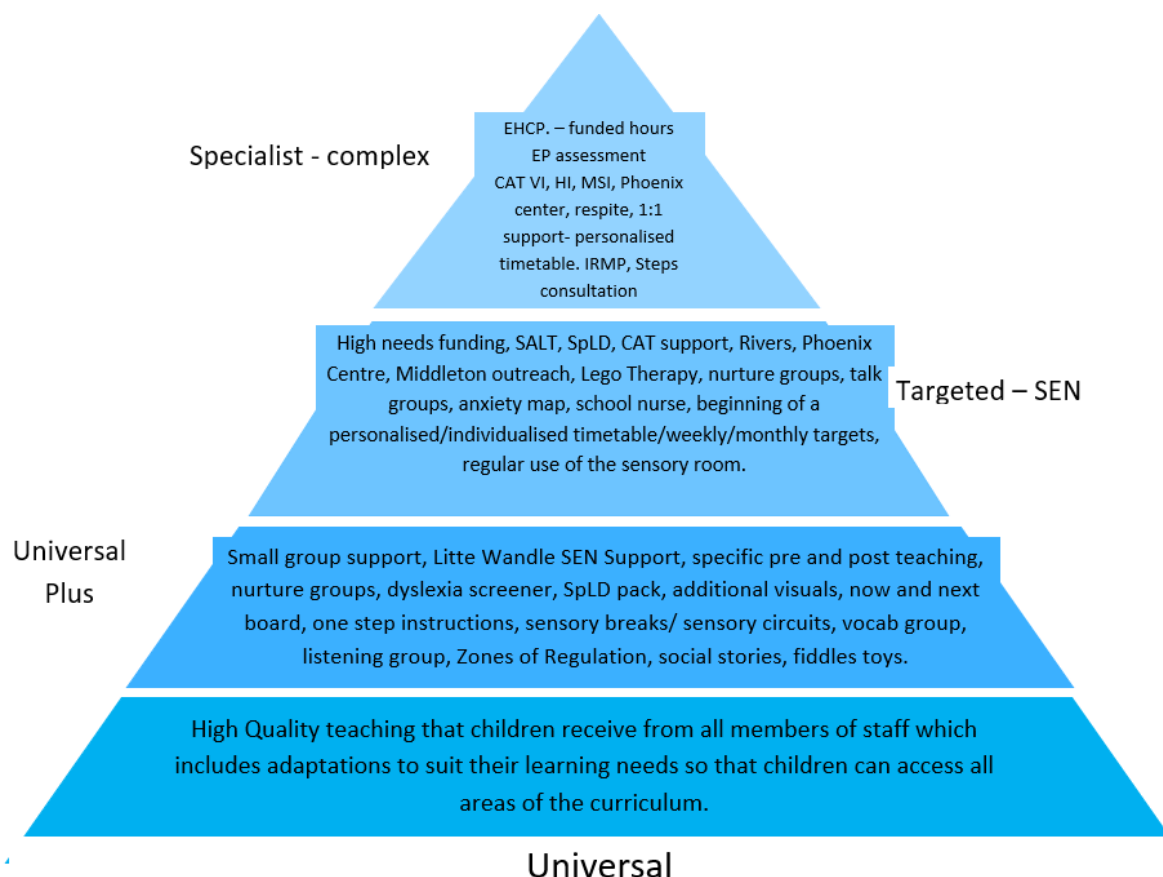 Specialist - complex
EHCP. – funded hours
EP assessment
CAT VI, HI, MSI, Phoenix
center, respite, 1:1
support- personalised
timetable. IRMP, Steps
consultation
High needs funding, SALT, SpLD, CAT support, Rivers, Phoenix
Centre, Middleton outreach, Lego Therapy, nurture groups, talk
groups, anxiety map, school nurse, beginning of a
personalised/individualised timetable/weekly/monthly targets,
regular use of the sensory room.
Targeted – SEN
Universal
Plus
Small group support, Litte Wandle SEN Support, specific pre and post teaching,
nurture groups, dyslexia screener, SpLD pack, additional visuals, now and next
board, one step instructions, sensory breaks/ sensory circuits, vocab group,
listening group, Zones of Regulation, social stories, fiddles toys.
High Quality teaching that children receive from all members of staff which
includes adaptations to suit their learning needs so that children can access all
areas of the curriculum.
Universal